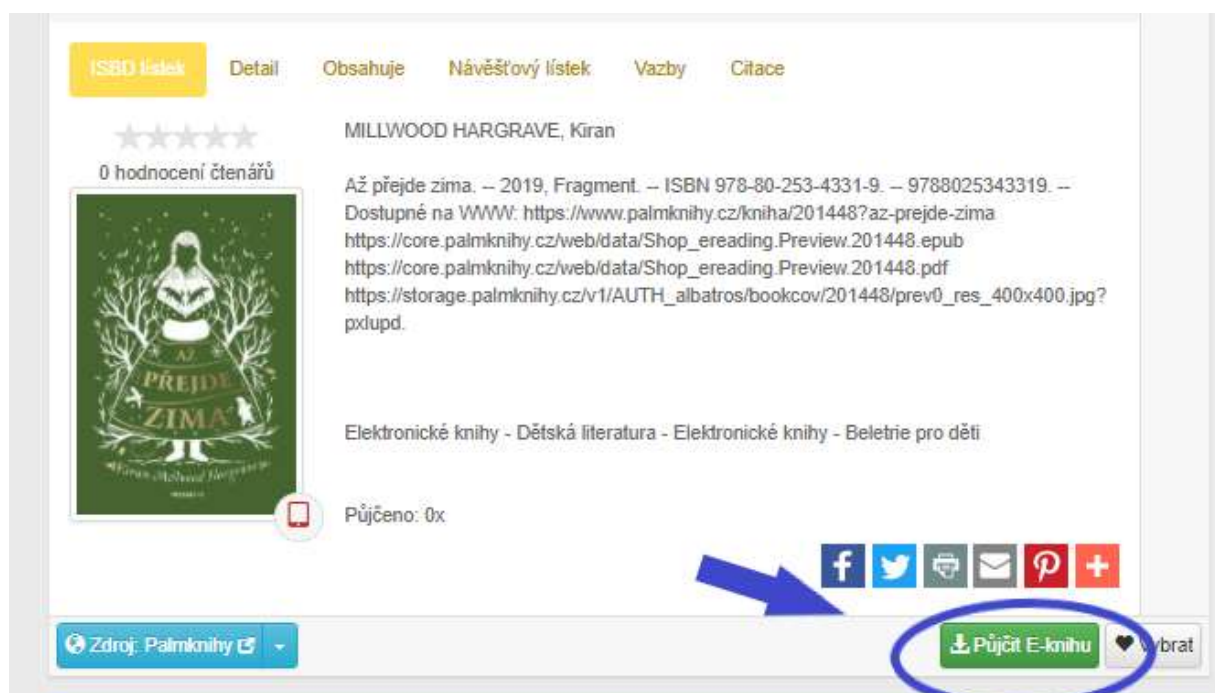 ISBD lístek Detail Obsahuje Návěšťový lístek Vazby Citace
0 hodnocení čtenářů
AŽ
PŘEJDE
ZIMA
Kiran Millwood Hargrave
MILLWOOD HARGRAVE, Kiran
Až přejde zima. -- 2019, Fragment. -- ISBN 978-80-253-4331-9. -- 9788025343319. --
Dostupné na WWW: https://www.palmknihy.cz/kniha/201448?az-prejde-zima
https://core.palmknihy.cz/web/data/Shop_ereading.Preview.201448.epub
https://core.palmknihy.cz/web/data/Shop_ereading.Preview.201448.pdf
https://storage.palmknihy.cz/v1/AUTH_albatros/bookcov/201448/prev0_res_400x400.jpg?
pxlupd.
Elektronické knihy - Dětská literatura - Elektronické knihy - Beletrie pro děti
Půjčeno: 0x
Zdroj: Palmknihy
Půjčit E-knihu
Vybrat